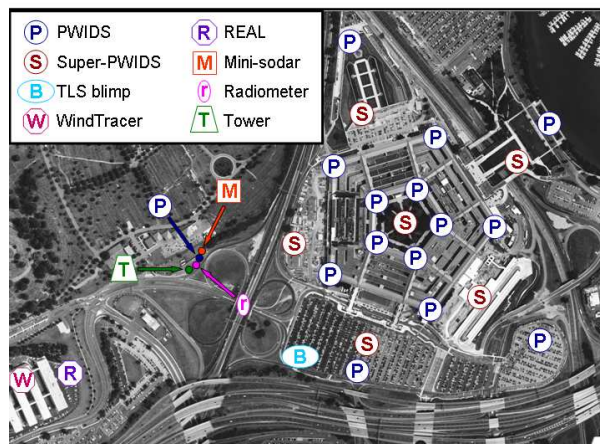 P PWIDS
R REAL
S Super-PWIDS
M Mini-sodar
B TLS blimp
r Radiometer
W WindTracer
T Tower
P
S
P
P
S
P
M
P
P
P
S
P
P
S
P
P
T
P
S
r
P
S
P
B
W
R
P